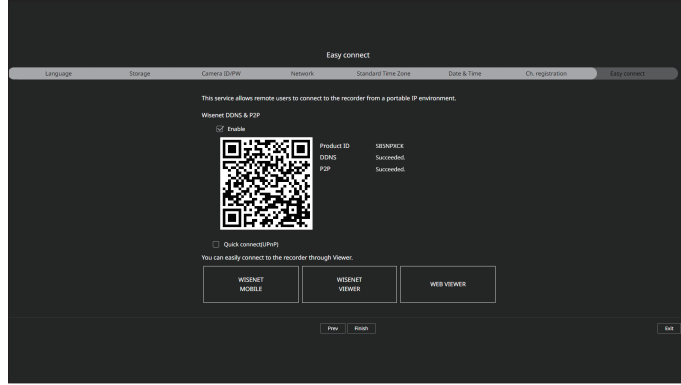 Easy connect
Language Storage Camera ID/PW Network Standard Time Zone Date & Time Ch. registration Easy connect
This service allows remote users to connect to the recorder from a portable IP environment.
Wisenet DDNS & P2P
Enable
Product ID SBSNPXCK
DDNS Succeeded.
P2P Succeeded.
Quick connect(UPnP)
You can easily connect to the recorder through Viewer.
WISENET
MOBILE
WISENET
VIEWER
WEB VIEWER
Prev Finish Exit